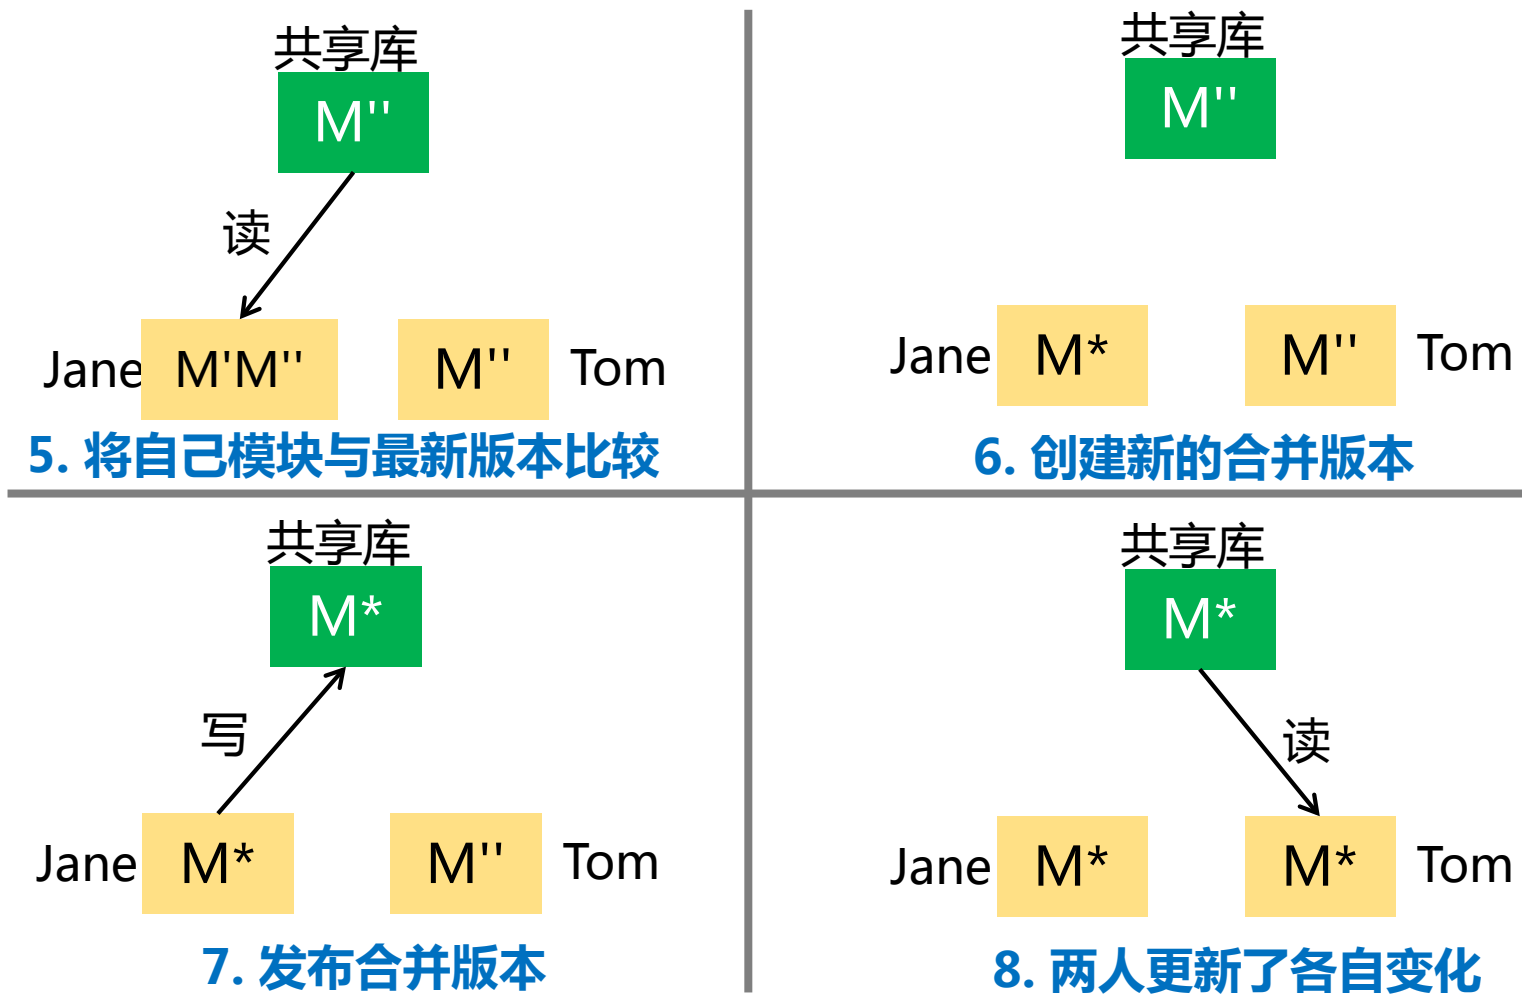 共享库
M''
读
Jane
M'M''
M''
Tom
5. 将自己模块与最新版本比较
共享库
M''
Jane
M*
M''
Tom
6. 创建新的合并版本
共享库
M*
写
Jane
M*
M''
Tom
7. 发布合并版本
共享库
M*
读
Jane
M*
M*
Tom
8. 两人更新了各自变化